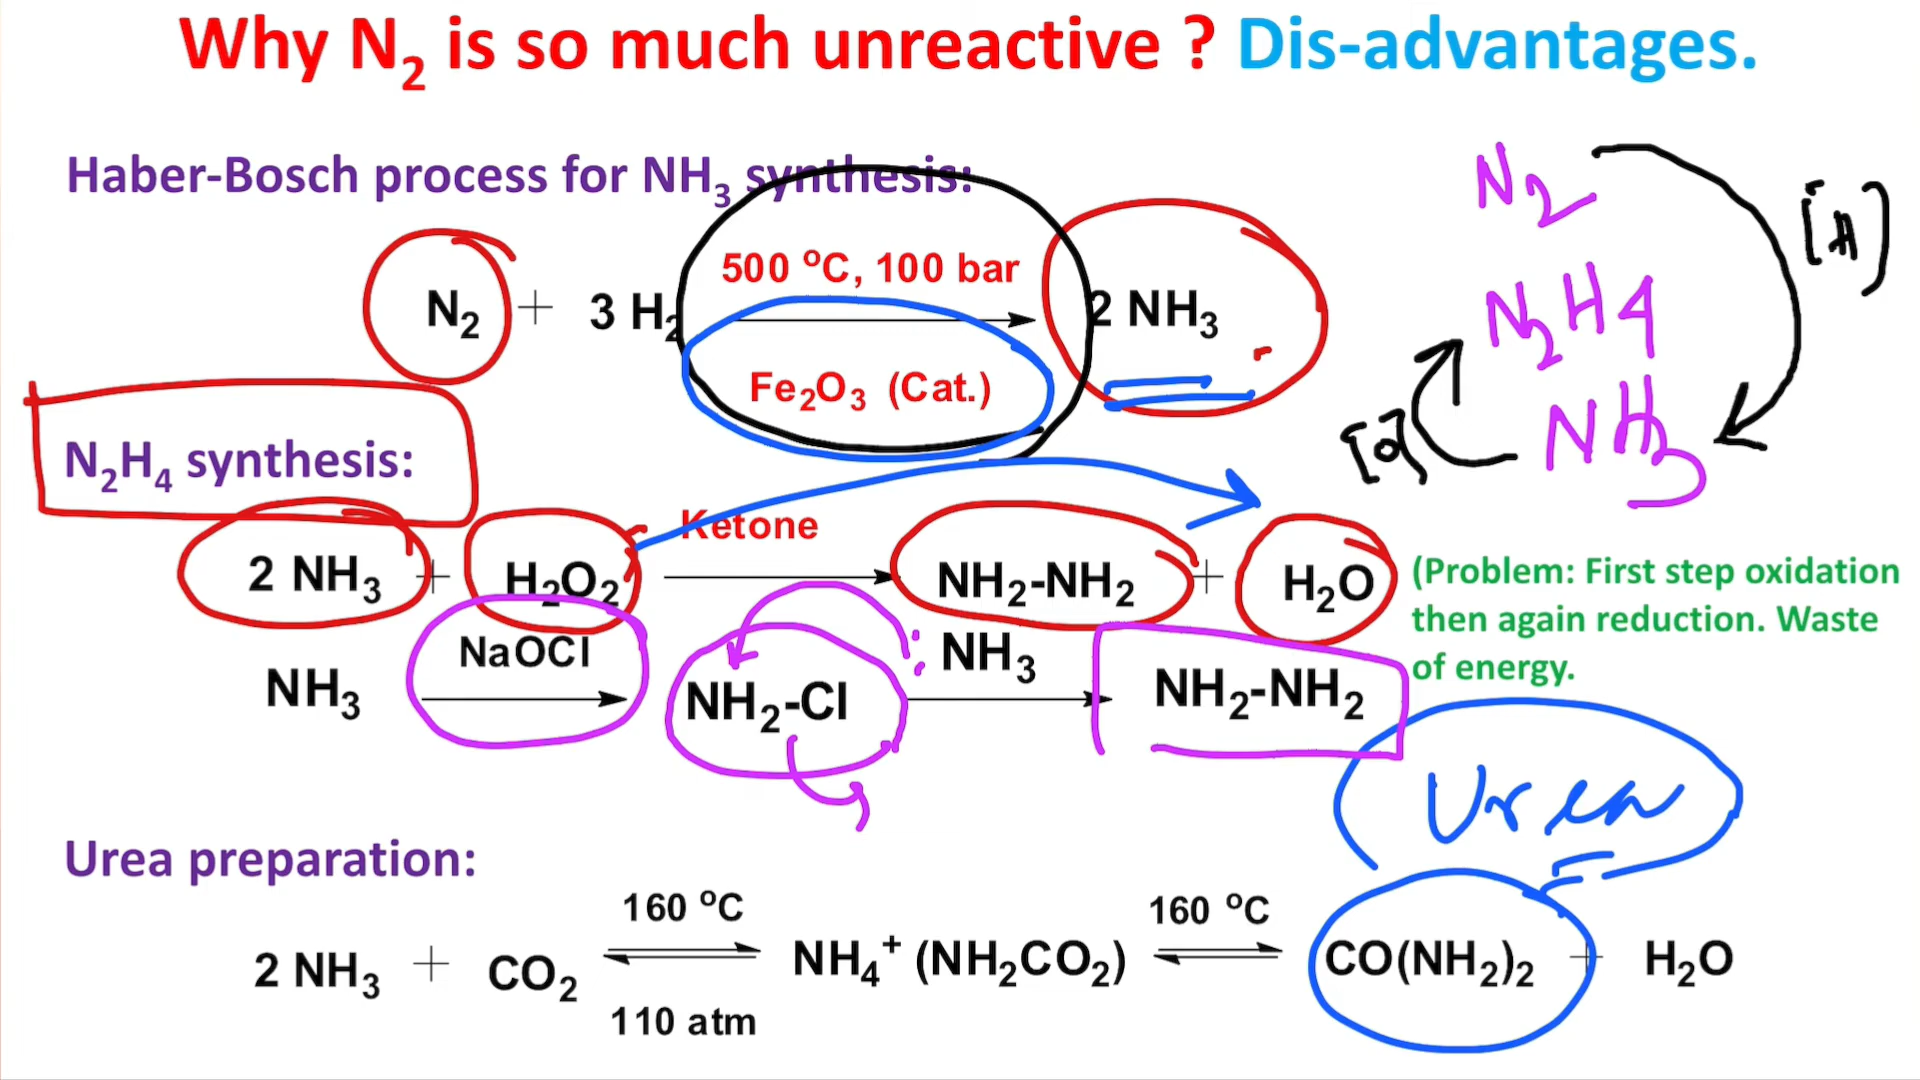 Why N₂ is so much unreactive ? Dis-advantages.
Haber-Bosch process for NH₃ synthesis:
N₂ + 3 H₂ 500 ºC, 100 bar Fe₂O₃ (Cat.) 2 NH₃
N₂
[H]
N₂H4
NH₃
[O]
N₂H₄ synthesis:
2 NH₃ + H₂O₂ Ketone NH₂-NH₂ + H₂O
(Problem: First step oxidation
then again reduction. Waste
of energy.
NH₃ NaOCl NH₂-Cl :NH₃ NH₂-NH₂
Urea
Urea preparation:
2 NH₃ + CO₂ 160 ºC 110 atm NH₄⁺ (NH₂CO₂) 160 ºC CO(NH₂)₂ + H₂O